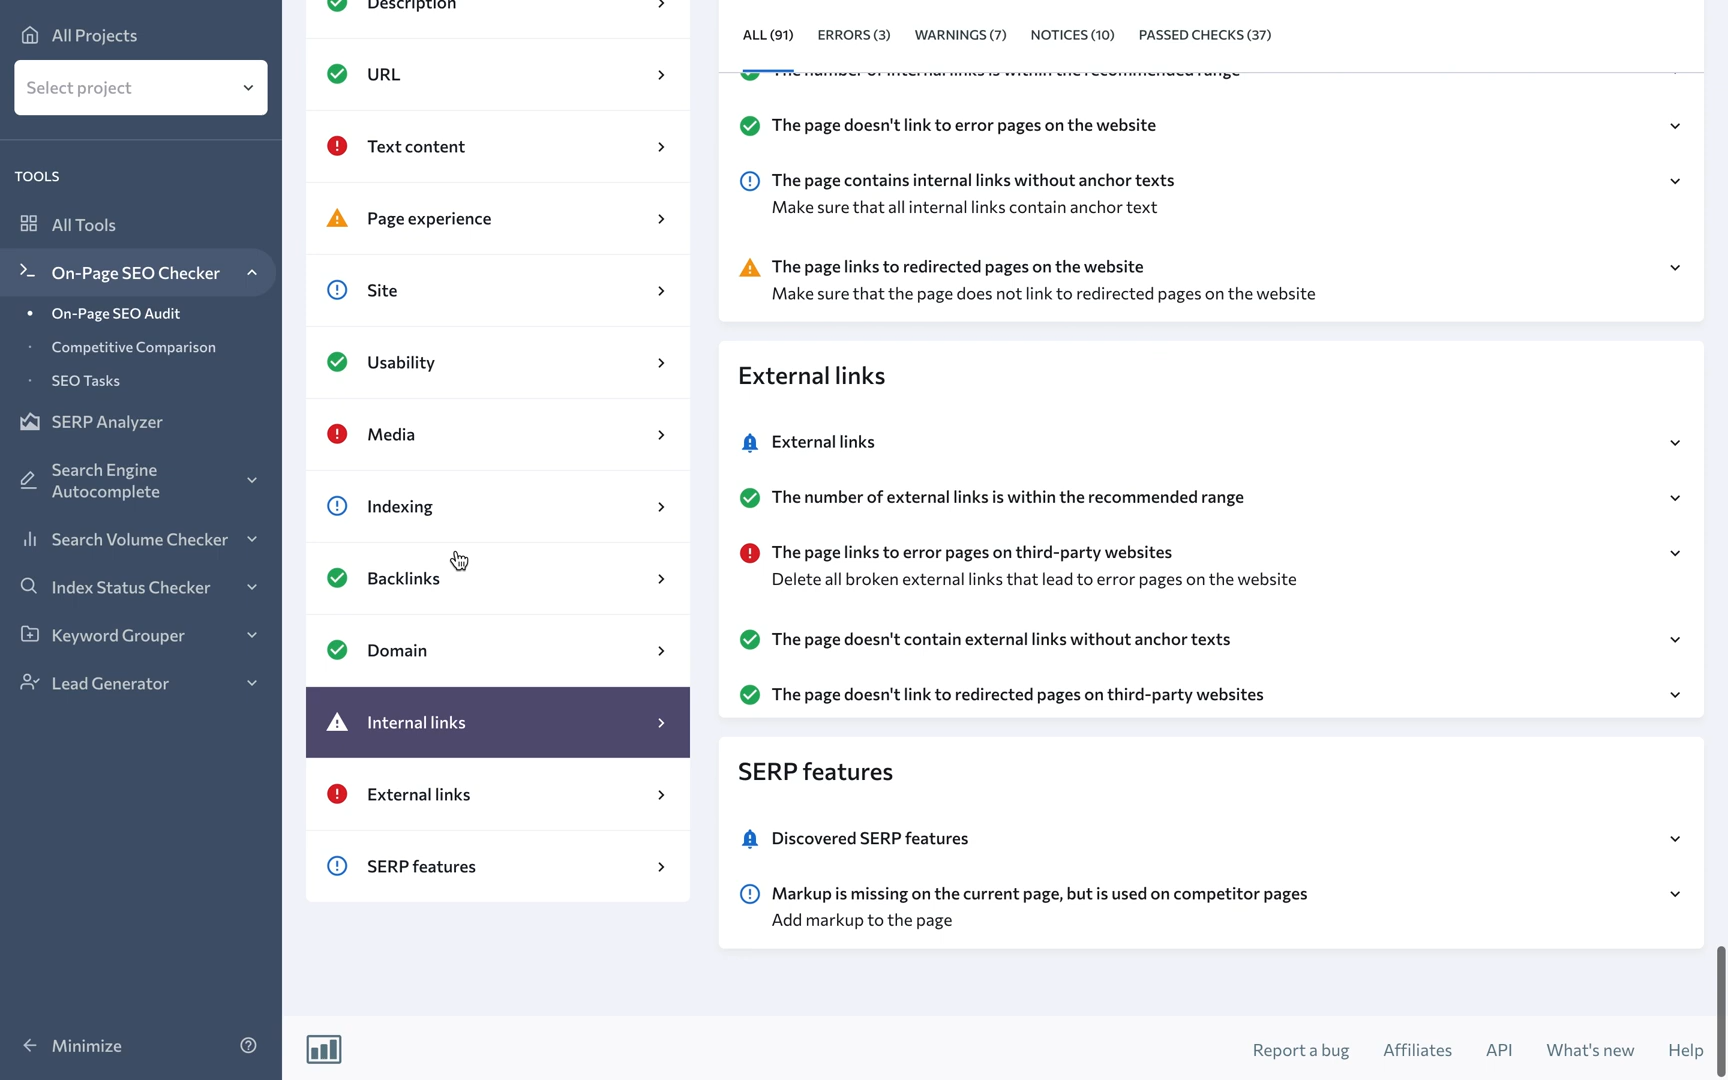 All Projects
Select project
TOOLS
All Tools
On-Page SEO Checker
On-Page SEO Audit
Competitive Comparison
SEO Tasks
SERP Analyzer
Search Engine
Autocomplete
Search Volume Checker
Index Status Checker
Keyword Grouper
Lead Generator
Minimize
Description
URL
Text content
Page experience
Site
Usability
Media
Indexing
Backlinks
Domain
Internal links
External links
SERP features
ALL (91) ERRORS (3) WARNINGS (7) NOTICES (10) PASSED CHECKS (37)
The number of internal links is within the recommended range
The page doesn't link to error pages on the website
The page contains internal links without anchor texts
Make sure that all internal links contain anchor text
The page links to redirected pages on the website
Make sure that the page does not link to redirected pages on the website
External links
External links
The number of external links is within the recommended range
The page links to error pages on third-party websites
Delete all broken external links that lead to error pages on the website
The page doesn't contain external links without anchor texts
The page doesn't link to redirected pages on third-party websites
SERP features
Discovered SERP features
Markup is missing on the current page, but is used on competitor pages
Add markup to the page
Report a bug Affiliates API What's new Help